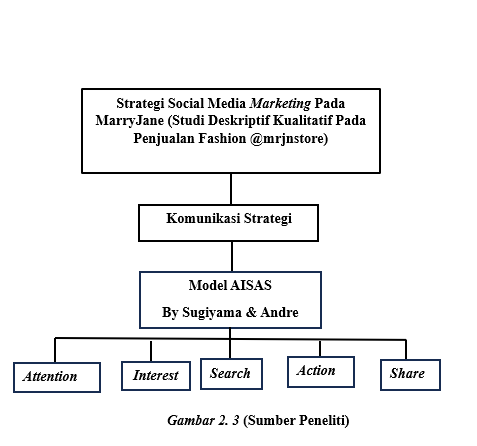 Strategi Social Media Marketing Pada
MarryJane (Studi Deskriptif Kualitatif Pada
Penjualan Fashion @mrjnstore)
Komunikasi Strategi
Model AISAS
By Sugiyama & Andre
Attention
Interest
Search
Action
Share
Gambar 2. 3 (Sumber Peneliti)